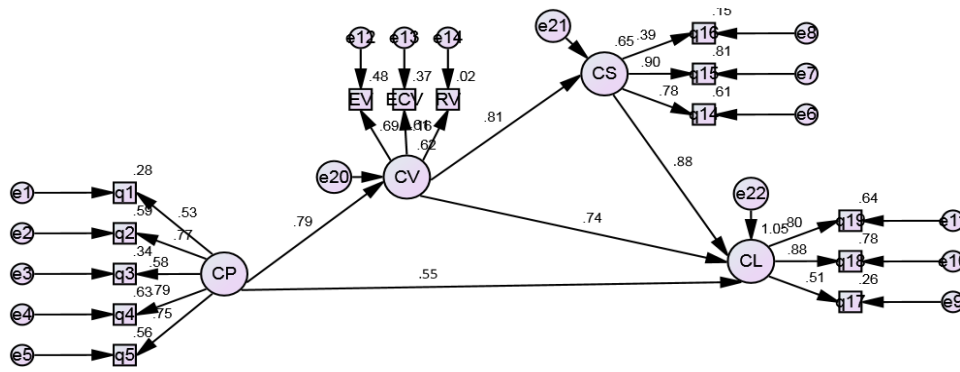 e21
.15
.65 .39 q16 e8
.81
CS .90 q15 e7
.61
.78 q14 e6
e12 e13 e14
.48 .37 .02
EV ECV RV
.69 .16
.62
.81
e20 CV
.88
e22
.64
e1 .28 q1
.53
.59
e2 q2 .77
.79
.74
1.05 .80 q19
.78
.34
e3 q3 .58
CP
CL .88 q18
.26
.51 q17 e9
.55
.63 .79
e4 q4 .75
.56
e5 q5